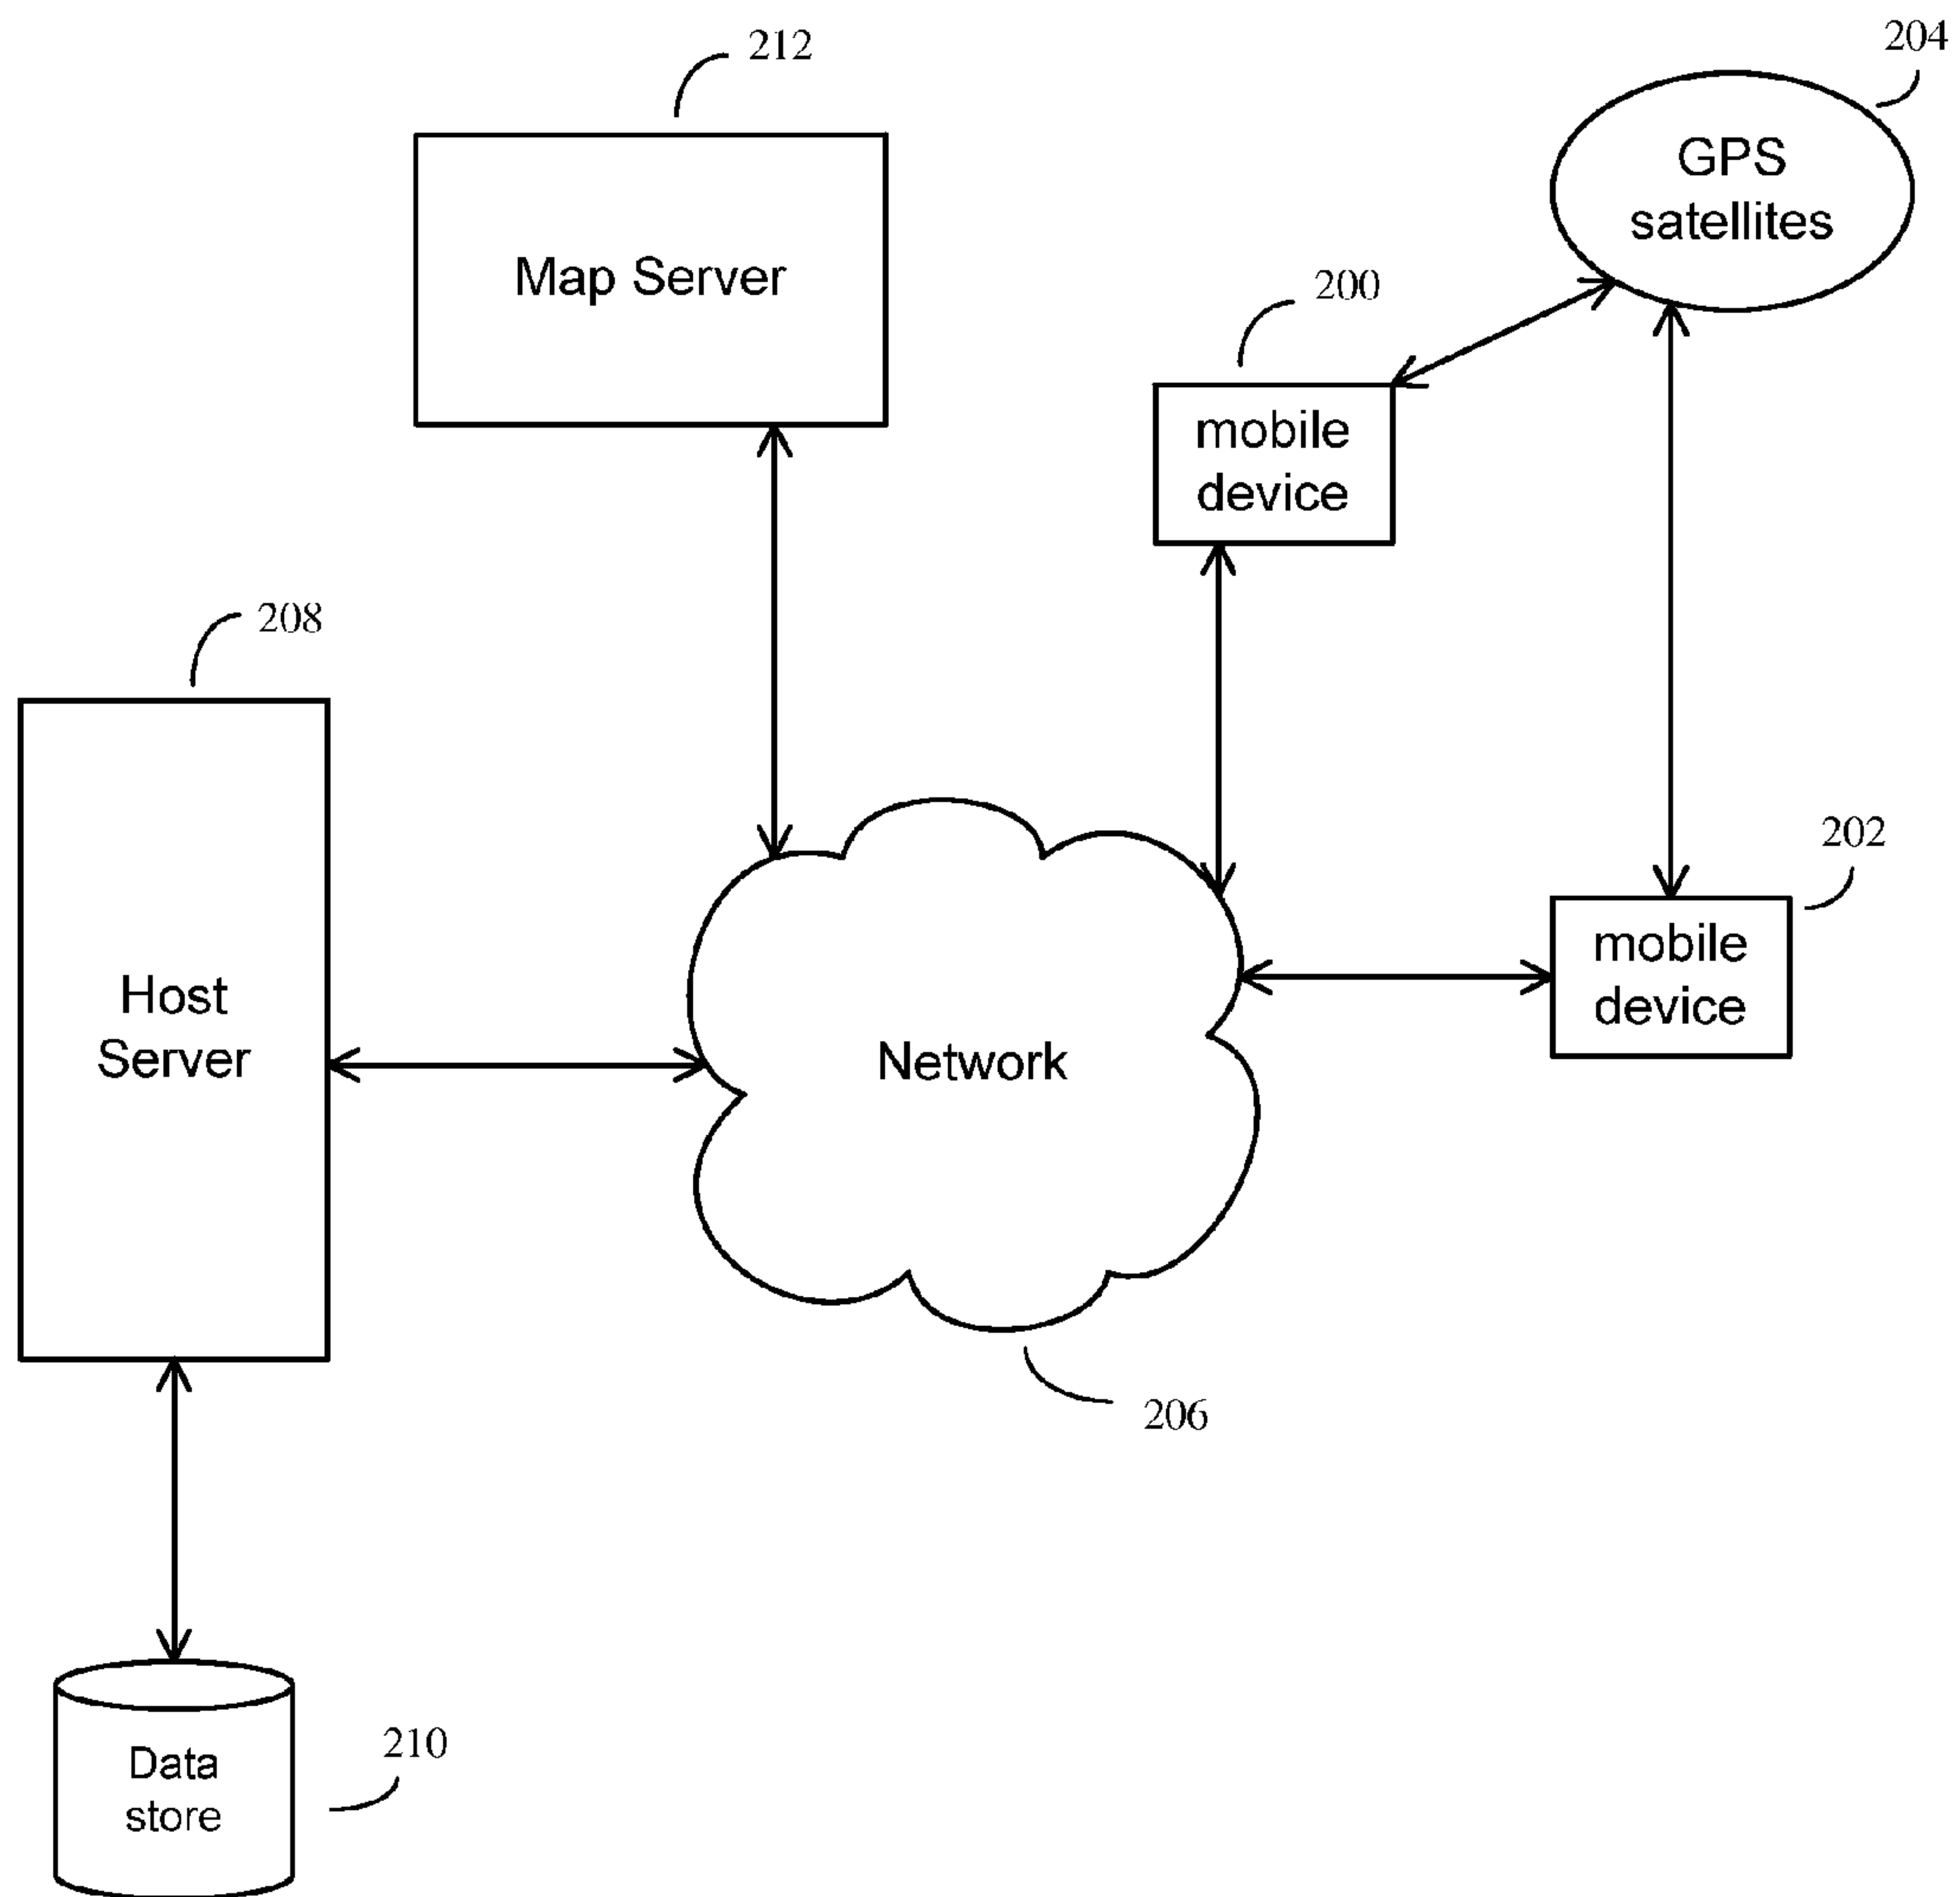 212
204
GPS
satellites
Map Server
200
mobile
device
208
202
mobile
device
Host
Server
Network
206
210
Data
store